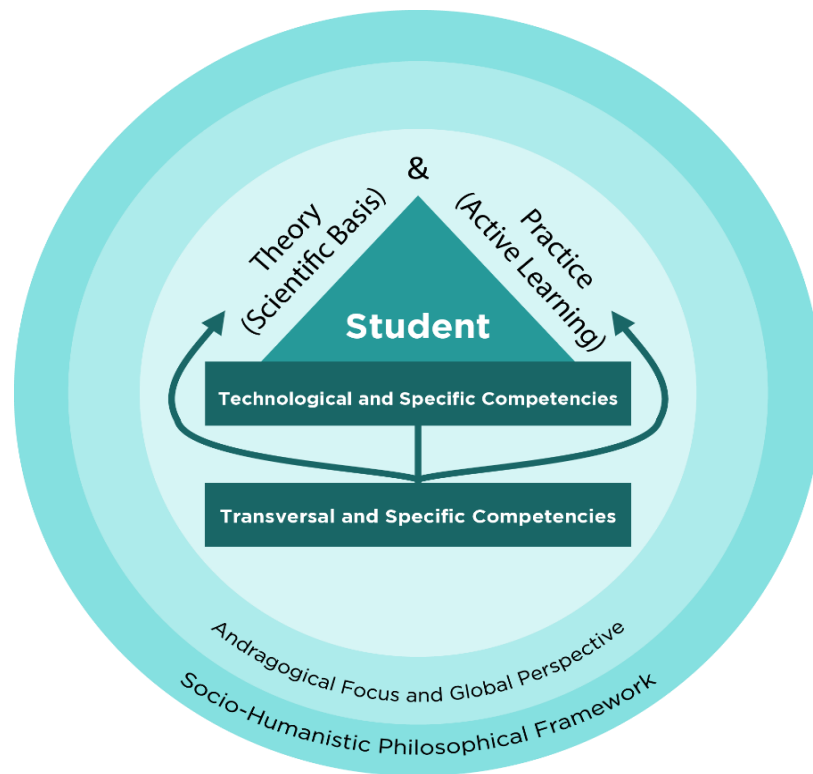 &
Theory
(Scientific Basis)
Practice
(Active Learning)
Student
Technological and Specific Competencies
Transversal and Specific Competencies
Andragogical Focus and Global Perspective
Socio-Humanistic Philosophical Framework